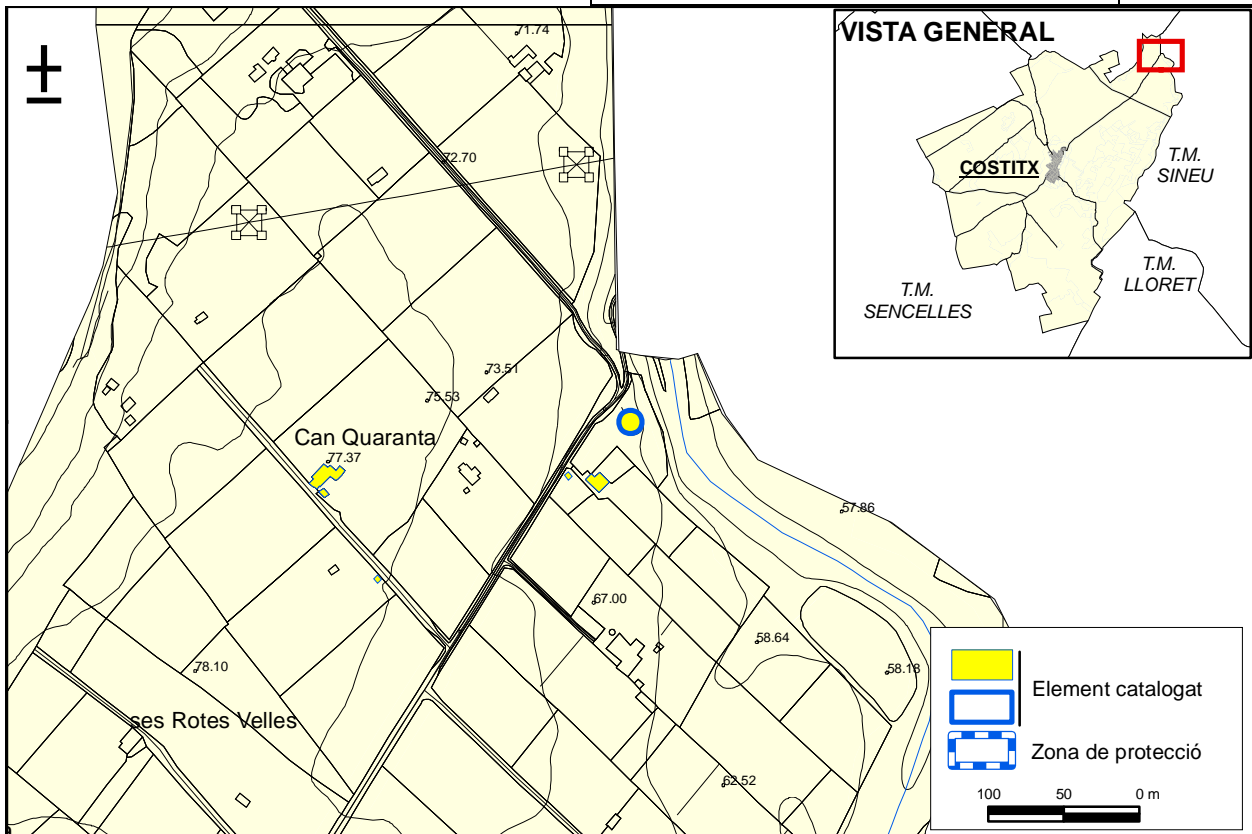 VISTA GENERAL
COSTITX
T.M.
SINEU
T.M.
LLORET
T.M.
SENCELLES
71.74
72.70
73.51
75.53
Can Quaranta
77.37
57.86
67.00
58.64
78.10
58.18
ses Rotes Velles
62.52
Element catalogat
Zona de protecció
100 50 0 m